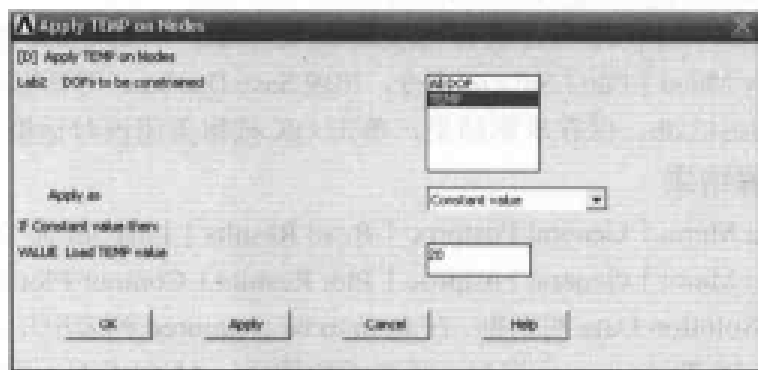 Apply TEMP on Nodes
[D] Apply TEMP on Nodes
Lab2 DOFs to be constrained
All DOF
TEMP
Apply as
Constant value
If Constant value then:
VALUE Load TEMP value
20
OK
Apply
Cancel
Help